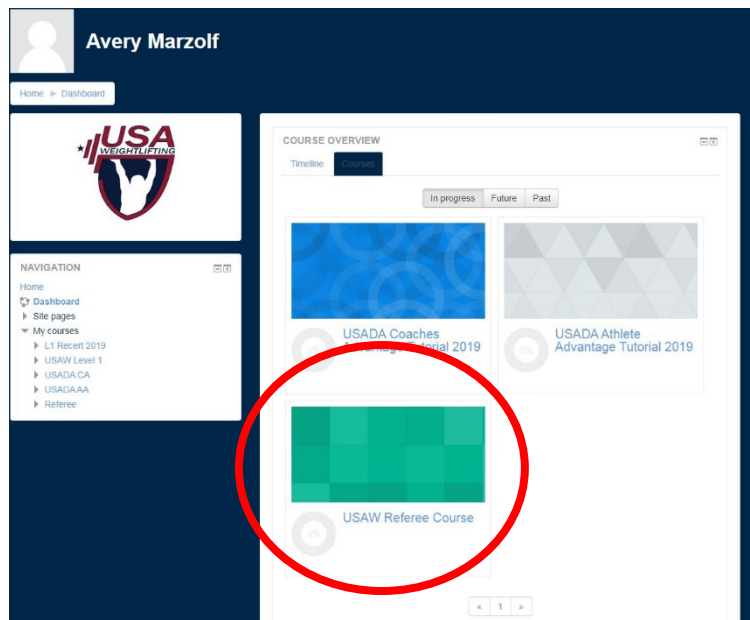 Avery Marzolf
Home ▶ Dashboard
USA
WEIGHTLIFTING
NAVIGATION
Home
Dashboard
Site pages
My courses
L1 Recert 2019
USAW Level 1
USADA CA
USADA AA
Referee
COURSE OVERVIEW
Timeline Courses
In progress Future Past
USADA Coaches
Advantage Tutorial 2019
0%
USADA Athlete
Advantage Tutorial 2019
0%
USAW Referee Course
0%
« 1 »